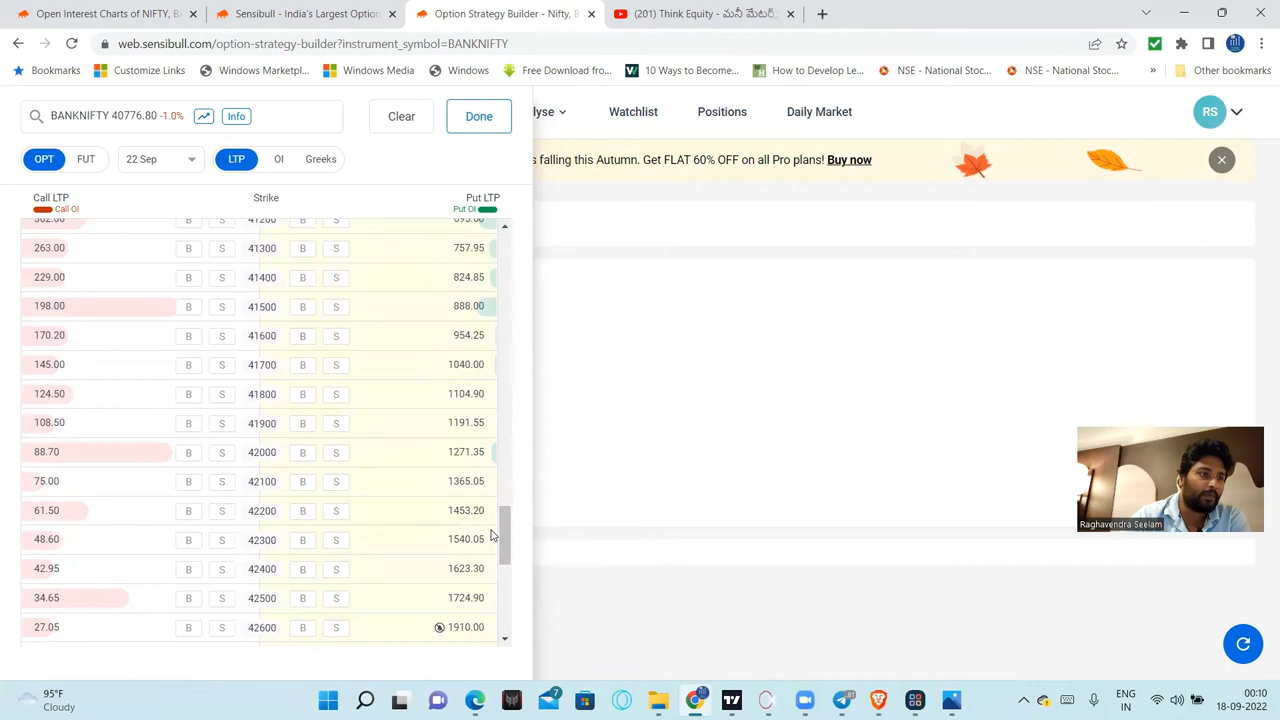 Open Interest Charts of NIFTY, B
Sensibull - India's Largest Option
Option Strategy Builder - Nifty, B
(201) Think Equity - మనీ మేటర్
web.sensibull.com/option-strategy-builder?instrument_symbol=BANKNIFTY
Bookmarks
Customize Links
Windows Marketpl...
Windows Media
Windows
Free Download fro...
10 Ways to Become...
How to Develop Le...
NSE - National Stoc...
NSE - National Stoc...
Other bookmarks
BANKNIFTY 40776.80 -1.0% Info
Clear
Done
lyse
Watchlist
Positions
Daily Market
RS
OPT FUT
22 Sep
LTP OI Greeks
s falling this Autumn. Get FLAT 60% OFF on all Pro plans! Buy now
Call LTP Strike Put LTP
Call OI Put OI
302.00 41200 695.00
263.00 B S 41300 B S 757.95
229.00 B S 41400 B S 824.85
198.00 B S 41500 B S 888.00
170.20 B S 41600 B S 954.25
145.00 B S 41700 B S 1040.00
124.50 B S 41800 B S 1104.90
108.50 B S 41900 B S 1191.55
88.70 B S 42000 B S 1271.35
75.00 B S 42100 B S 1365.05
61.50 B S 42200 B S 1453.20
48.60 B S 42300 B S 1540.05
42.95 B S 42400 B S 1623.30
34.65 B S 42500 B S 1724.90
27.05 B S 42600 B S 1910.00
Raghavendra Seelam
95°F
Cloudy
7
81
ENG
IN
00:10
18-09-2022